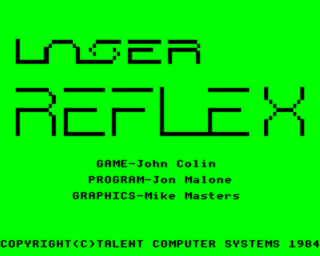 LASER
REFLEX
GAME-John Colin
PROGRAM-Jon Malone
GRAPHICS-Mike Masters
COPYRIGHT(C)TALENT COMPUTER SYSTEMS 1984